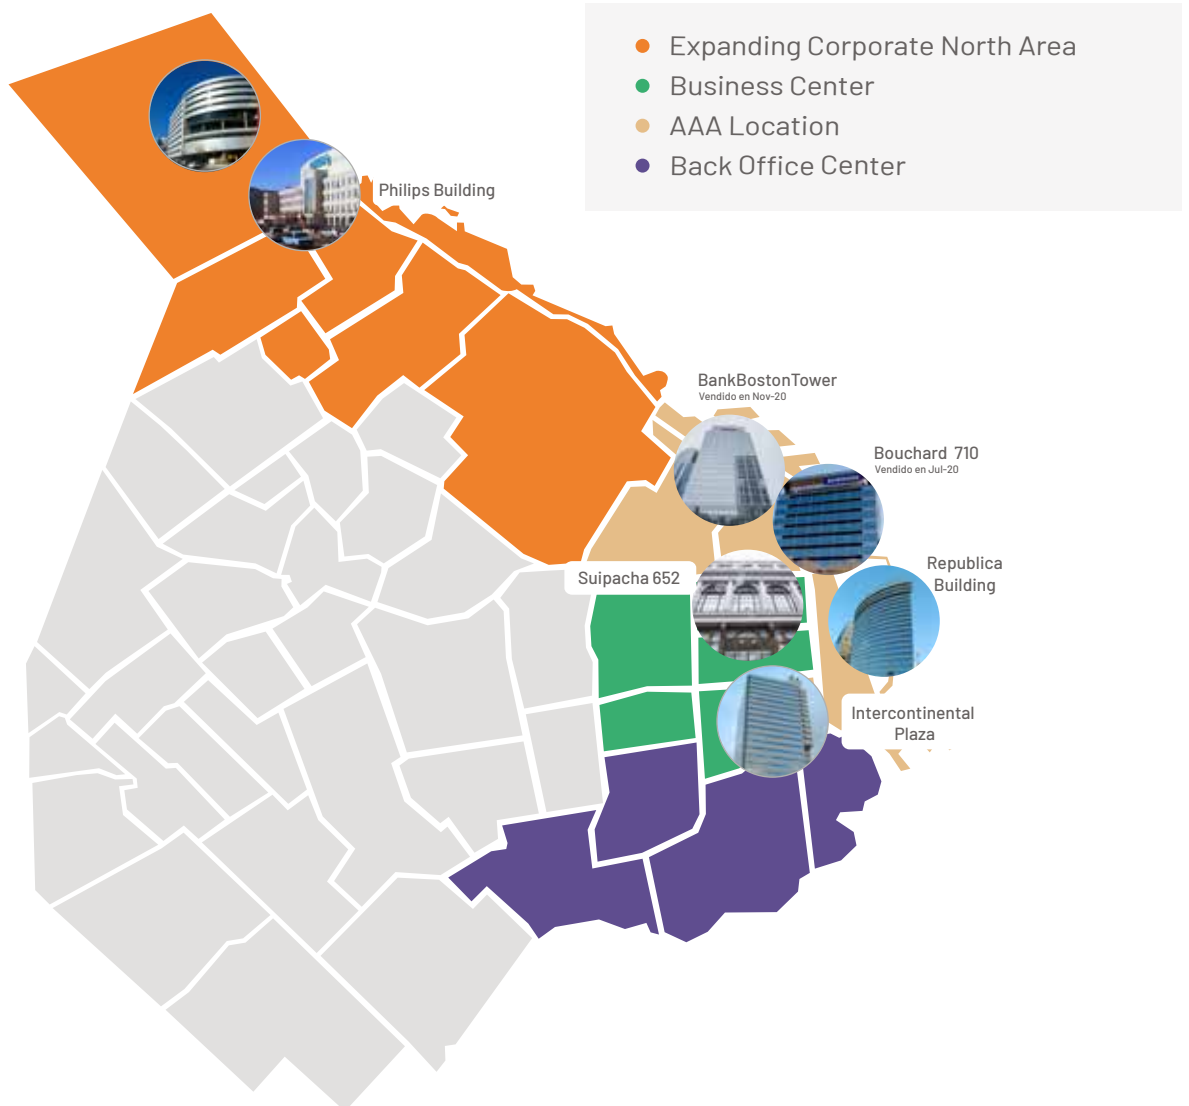 Expanding Corporate North Area
Business Center
AAA Location
Back Office Center
Philips Building
BankBostonTower
Vendido en Nov-20
Bouchard 710
Vendido en Jul-20
Republica
Building
Suipacha 652
Intercontinental
Plaza